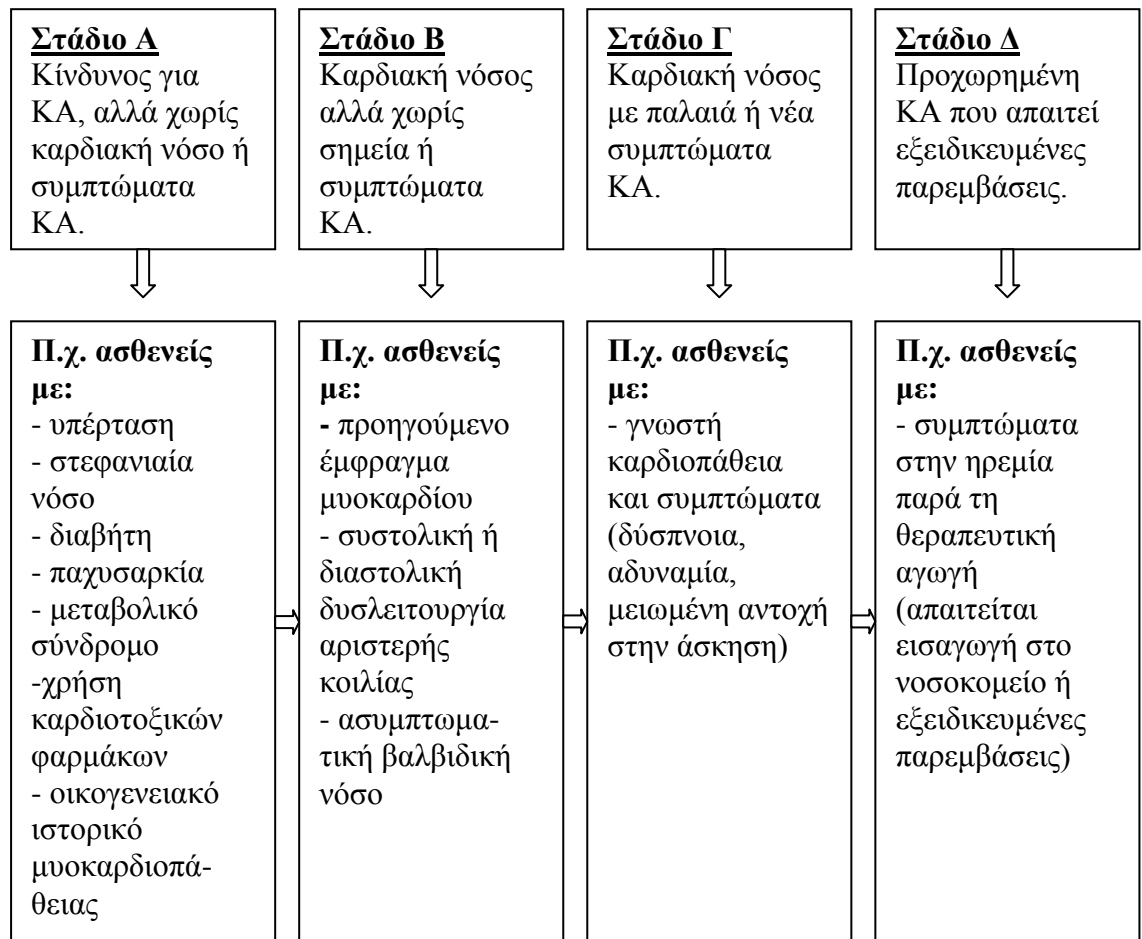 Στάδιο Α
Κίνδυνος για
ΚΑ, αλλά χωρίς
καρδιακή νόσο ή
συμπτώματα
ΚΑ.
Στάδιο Β
Καρδιακή νόσος
αλλά χωρίς
σημεία ή
συμπτώματα
ΚΑ.
Στάδιο Γ
Καρδιακή νόσος
με παλαιά ή νέα
συμπτώματα
ΚΑ.
Στάδιο Δ
Προχωρημένη
ΚΑ που απαιτεί
εξειδικευμένες
παρεμβάσεις.
Π.χ. ασθενείς
με:
- υπέρταση
- στεφανιαία
νόσο
- διαβήτη
- παχυσαρκία
- μεταβολικό
σύνδρομο
-χρήση
καρδιοτοξικών
φαρμάκων
- οικογενειακό
ιστορικό
μυοκαρδιοπά-
θειας
Π.χ. ασθενείς
με:
- προηγούμενο
έμφραγμα
μυοκαρδίου
- συστολική ή
διαστολική
δυσλειτουργία
αριστερής
κοιλίας
- ασυμπτωμα-
τική βαλβιδική
νόσο
Π.χ. ασθενείς
με:
- γνωστή
καρδιοπάθεια
και συμπτώματα
(δύσπνοια,
αδυναμία,
μειωμένη αντοχή
στην άσκηση)
Π.χ. ασθενείς
με:
- συμπτώματα
στην ηρεμία
παρά τη
θεραπευτική
αγωγή
(απαιτείται
εισαγωγή στο
νοσοκομείο ή
εξειδικευμένες
παρεμβάσεις)